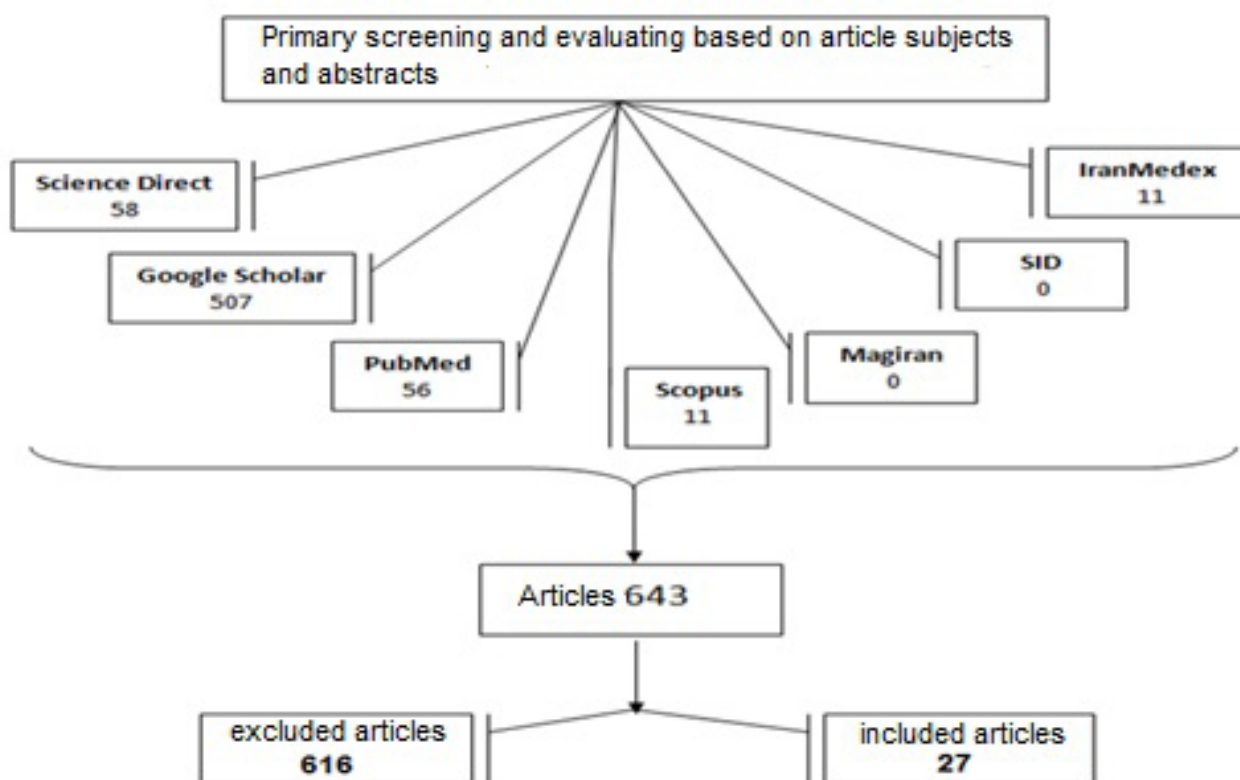 Primary screening and evaluating based on article subjects
and abstracts
Science Direct
58
Google Scholar
507
PubMed
56
Scopus
11
Magiran
0
SID
0
IranMedex
11
Articles 643
excluded articles
616
included articles
27